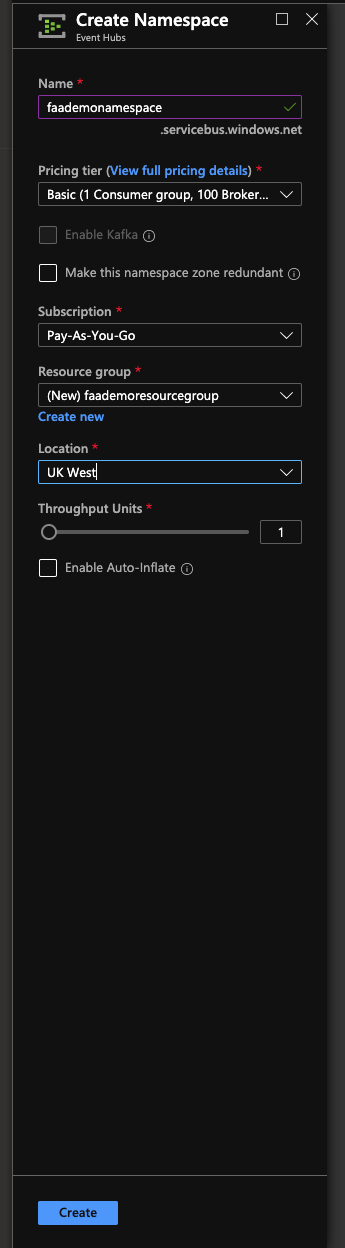 Create Namespace
Event Hubs
Name *
faademonamespace
.servicebus.windows.net
Pricing tier (View full pricing details) *
Basic (1 Consumer group, 100 Broker...
Enable Kafka
Make this namespace zone redundant
Subscription *
Pay-As-You-Go
Resource group *
(New) faademoresourcegroup
Create new
Location *
UK West
Throughput Units *
1
Enable Auto-Inflate
Create